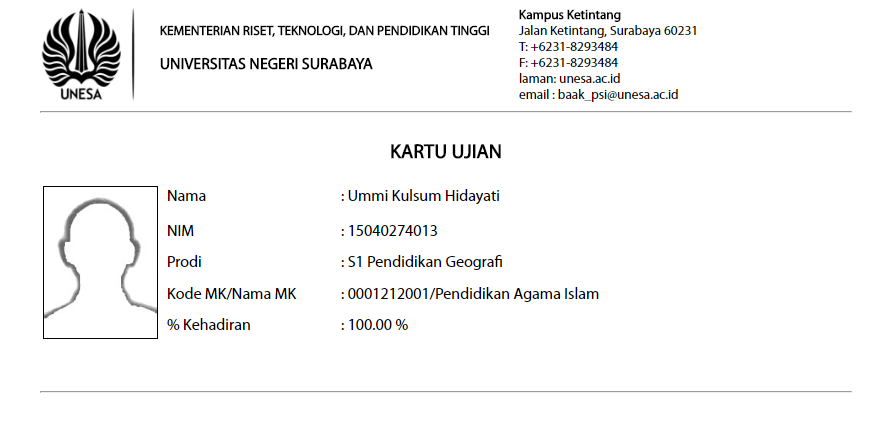 UNESA
KEMENTERIAN RISET, TEKNOLOGI, DAN PENDIDIKAN TINGGI
UNIVERSITAS NEGERI SURABAYA
Kampus Ketintang
Jalan Ketintang, Surabaya 60231
T: +6231-8293484
F: +6231-8293484
laman: unesa.ac.id
email : baak_psi@unesa.ac.id
KARTU UJIAN
Nama : Ummi Kulsum Hidayati
NIM : 15040274013
Prodi : S1 Pendidikan Geografi
Kode MK/Nama MK : 0001212001/Pendidikan Agama Islam
% Kehadiran : 100.00 %